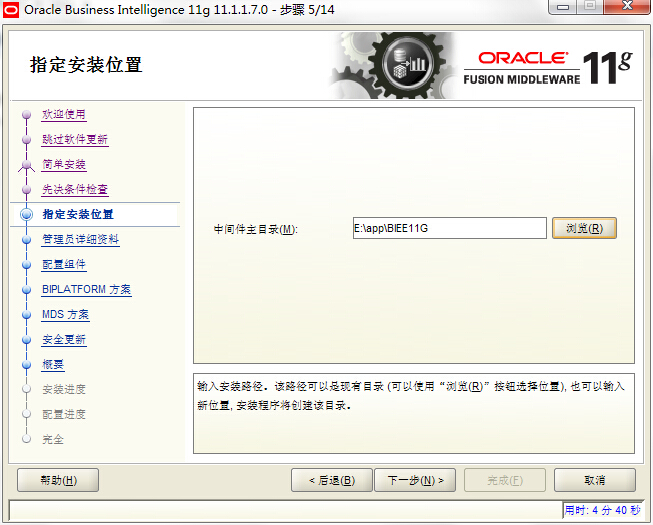 Oracle Business Intelligence 11g 11.1.1.7.0 - 步骤 5/14
指定安装位置
ORACLE
FUSION MIDDLEWARE 11g
欢迎使用
跳过软件更新
简单安装
先决条件检查
指定安装位置
管理员详细资料
配置组件
BIPLATFORM 方案
MDS 方案
安全更新
概要
安装进度
配置进度
完全
中间件主目录(M): E:\app\BIEE11G 浏览(R)
输入安装路径。该路径可以是现有目录 (可以使用“浏览(R)”按钮选择位置), 也可以输入
新位置, 安装程序将创建该目录。
帮助(H) < 后退(B) 下一步(N) > 完成(F) 取消
用时: 4 分 40 秒